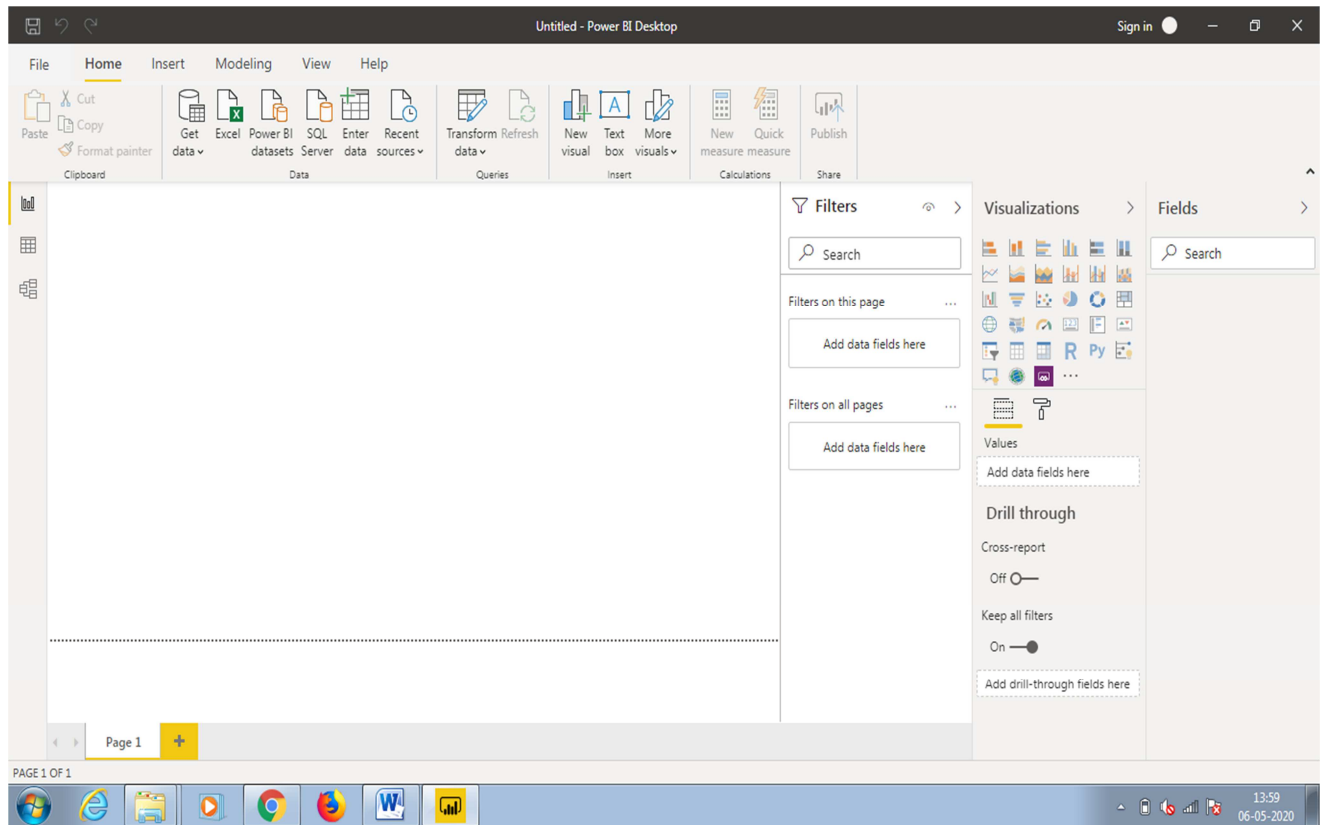 Untitled - Power BI Desktop
Sign in
File Home Insert Modeling View Help
Paste
Cut
Copy
Format painter
Clipboard
Get data
Excel
Power BI datasets
SQL Server
Enter data
Recent sources
Data
Transform data
Refresh
Queries
New visual
Text box
More visuals
Insert
New measure
Quick measure
Calculations
Publish
Share
Filters
Search
Filters on this page
...
Add data fields here
Filters on all pages
...
Add data fields here
Visualizations
123
R
Py
...
Values
Add data fields here
Drill through
Cross-report
Off
Keep all filters
On
Add drill-through fields here
Fields
Search
Page 1
+
PAGE 1 OF 1
13:59
06-05-2020